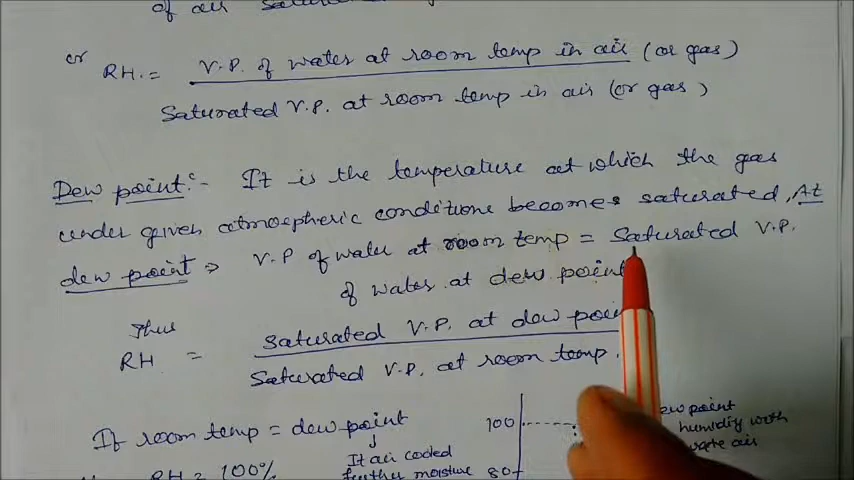 of air
or RH. = V.P. of water at room temp in air (or gas)
Saturated V.P. at room temp in air (or gas)
Dew point:- It is the temperature at which the gas
under given atmospheric conditions becomes saturated, At
dew point ⇒ V.P of water at room temp = Saturated V.P.
of water at dew point
Thus
RH = Saturated V.P. at dew
Saturated V.P. at room temp.
If room temp = dew point
↓
RH = 100%
It air cooled
further moisture
100
80
point
humidity with
air